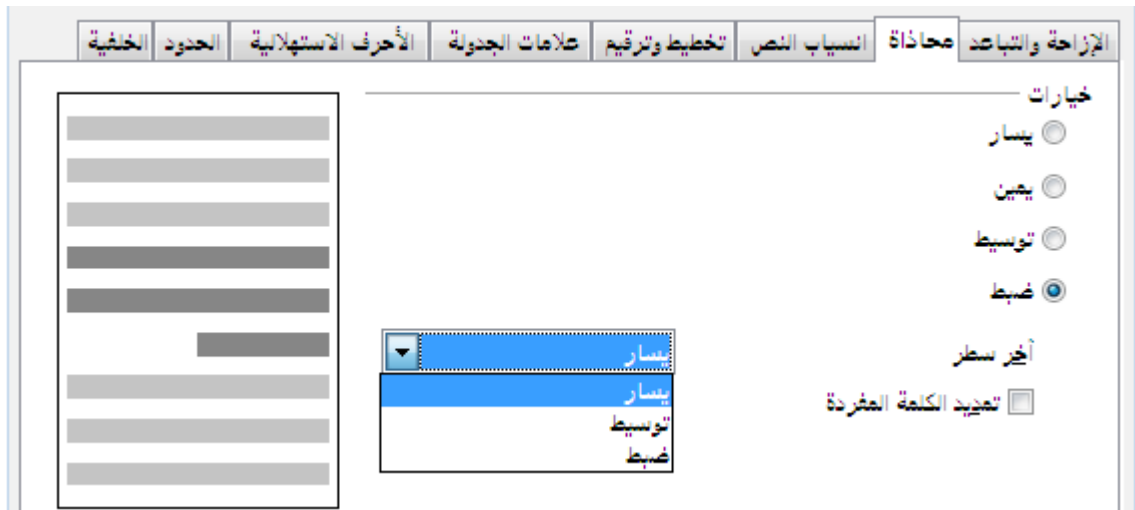 الإزاحة والتباعد محاذاة انسياب النص تخطيط وترقيم علامات الجدولة الأحرف الاستهلالية الحدود الخلفية
خيارات
يسار
يمين
توسيط
ضبط
آخر سطر يسار
يسار
توسيط
ضبط
تمديد الكلمة المفردة